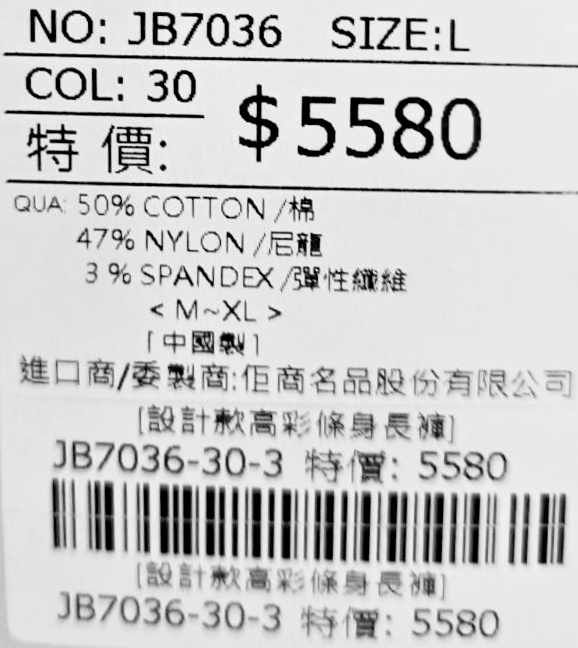 NO: JB7036 SIZE:L
COL: 30
$5580
特 價:
QUA: 50% COTTON /棉
47% NYLON /尼龍
3 % SPANDEX /彈性纖維
< M~XL >
[ 中國製 ]
進口商/委製商:佢商名品股份有限公司
[設計款高彩條身長褲]
JB7036-30-3 特價: 5580
[設計款高彩條身長褲]
JB7036-30-3 特價: 5580